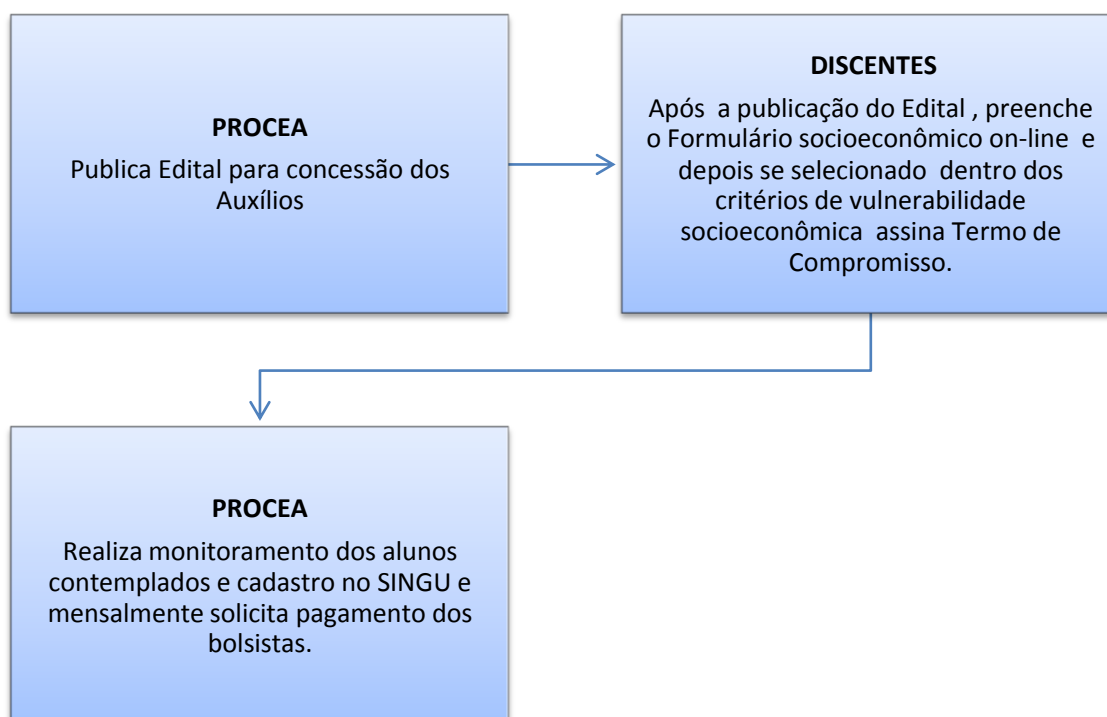 PROCEA
Publica Edital para concessão dos
Auxílios
DISCENTES
Após a publicação do Edital , preenche
o Formulário socioeconômico on-line e
depois se selecionado dentro dos
critérios de vulnerabilidade
socioeconômica assina Termo de
Compromisso.
PROCEA
Realiza monitoramento dos alunos
contemplados e cadastro no SINGU e
mensalmente solicita pagamento dos
bolsistas.